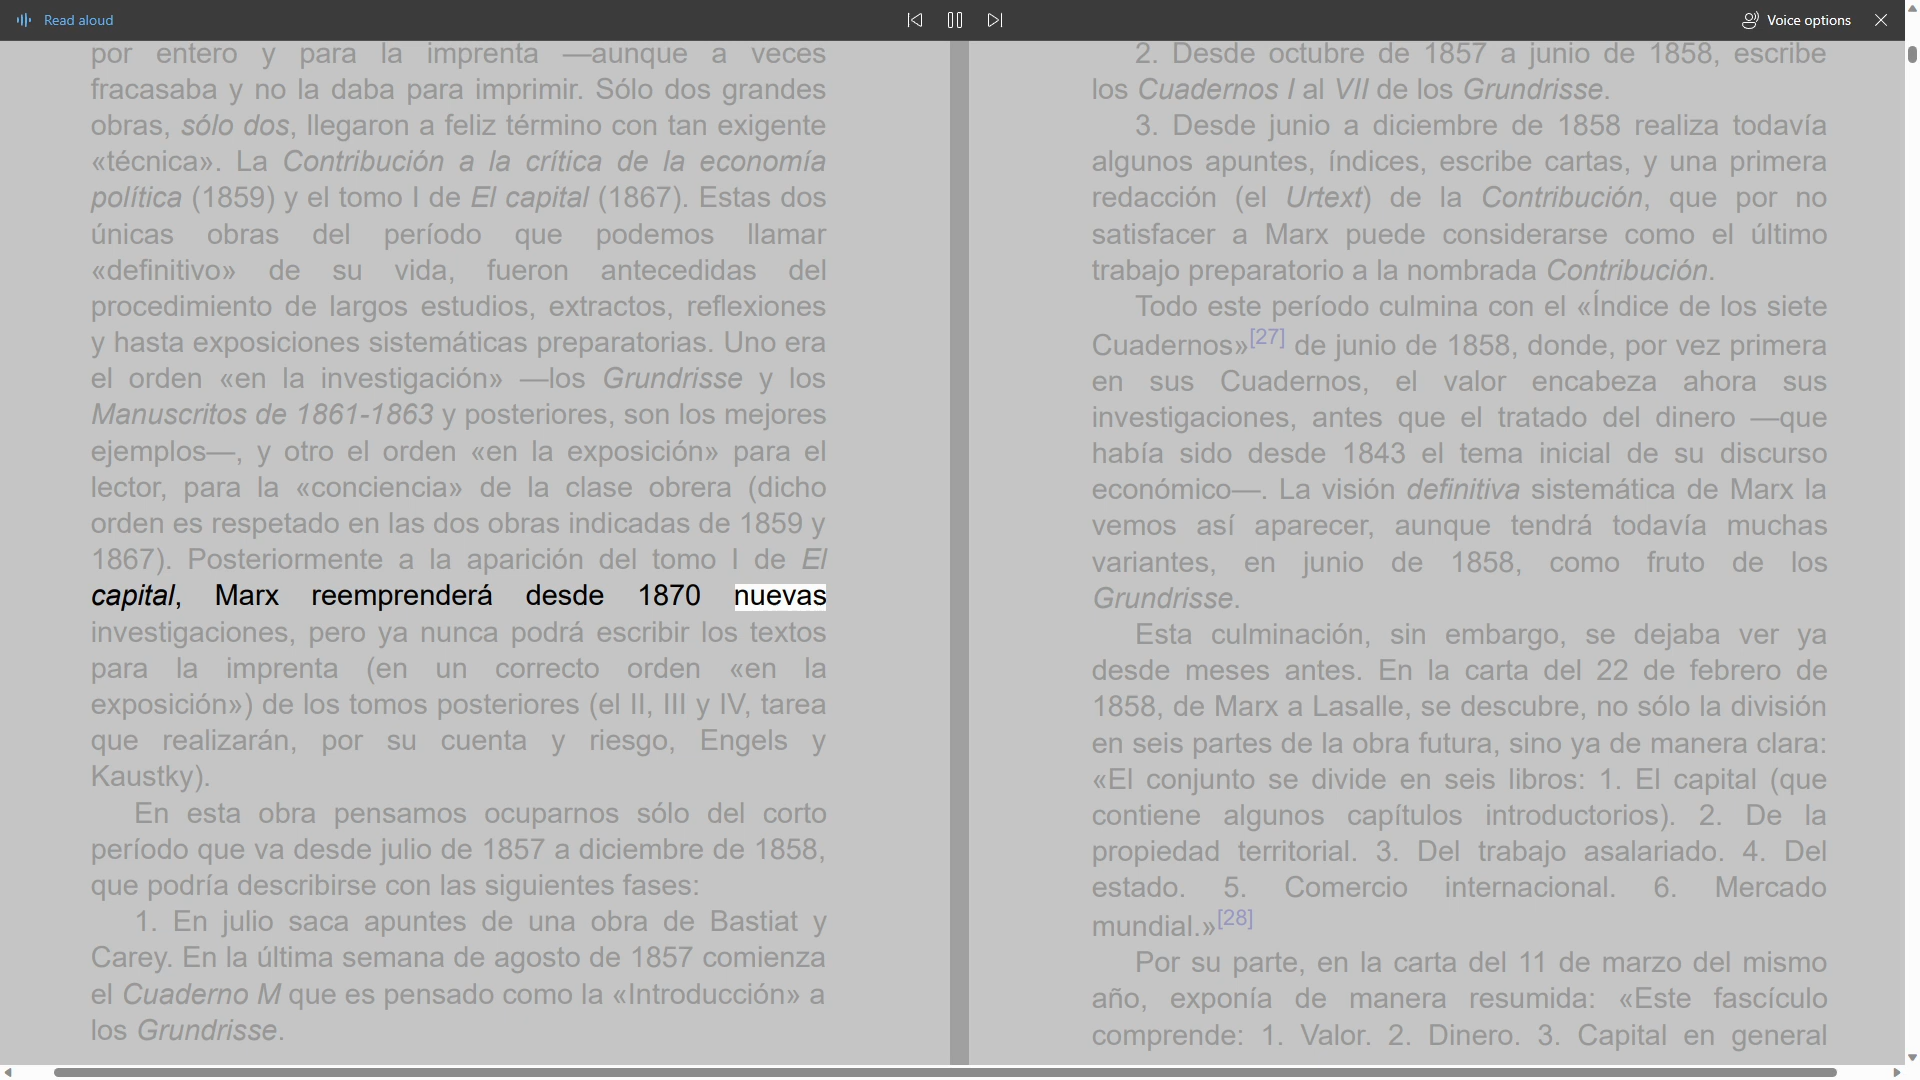 Read aloud
Voice options
por entero y para la imprenta —aunque a veces
fracasaba y no la daba para imprimir. Sólo dos grandes
obras, sólo dos, llegaron a feliz término con tan exigente
«técnica». La Contribución a la crítica de la economía
política (1859) y el tomo I de El capital (1867). Estas dos
únicas obras del período que podemos llamar
«definitivo» de su vida, fueron antecedidas del
procedimiento de largos estudios, extractos, reflexiones
y hasta exposiciones sistemáticas preparatorias. Uno era
el orden «en la investigación» —los Grundrisse y los
Manuscritos de 1861-1863 y posteriores, son los mejores
ejemplos—, y otro el orden «en la exposición» para el
lector, para la «conciencia» de la clase obrera (dicho
orden es respetado en las dos obras indicadas de 1859 y
1867). Posteriormente a la aparición del tomo I de El
capital, Marx reemprenderá desde 1870 nuevas
investigaciones, pero ya nunca podrá escribir los textos
para la imprenta (en un correcto orden «en la
exposición») de los tomos posteriores (el II, III y IV, tarea
que realizarán, por su cuenta y riesgo, Engels y
Kaustky).
En esta obra pensamos ocuparnos sólo del corto
período que va desde julio de 1857 a diciembre de 1858,
que podría describirse con las siguientes fases:
1. En julio saca apuntes de una obra de Bastiat y
Carey. En la última semana de agosto de 1857 comienza
el Cuaderno M que es pensado como la «Introducción» a
los Grundrisse.
2. Desde octubre de 1857 a junio de 1858, escribe
los Cuadernos I al VII de los Grundrisse.
3. Desde junio a diciembre de 1858 realiza todavía
algunos apuntes, índices, escribe cartas, y una primera
redacción (el Urtext) de la Contribución, que por no
satisfacer a Marx puede considerarse como el último
trabajo preparatorio a la nombrada Contribución.
Todo este período culmina con el «Índice de los siete
Cuadernos»[27] de junio de 1858, donde, por vez primera
en sus Cuadernos, el valor encabeza ahora sus
investigaciones, antes que el tratado del dinero —que
había sido desde 1843 el tema inicial de su discurso
económico—. La visión definitiva sistemática de Marx la
vemos así aparecer, aunque tendrá todavía muchas
variantes, en junio de 1858, como fruto de los
Grundrisse.
Esta culminación, sin embargo, se dejaba ver ya
desde meses antes. En la carta del 22 de febrero de
1858, de Marx a Lasalle, se descubre, no sólo la división
en seis partes de la obra futura, sino ya de manera clara:
«El conjunto se divide en seis libros: 1. El capital (que
contiene algunos capítulos introductorios). 2. De la
propiedad territorial. 3. Del trabajo asalariado. 4. Del
estado. 5. Comercio internacional. 6. Mercado
mundial.»[28]
Por su parte, en la carta del 11 de marzo del mismo
año, exponía de manera resumida: «Este fascículo
comprende: 1. Valor. 2. Dinero. 3. Capital en general